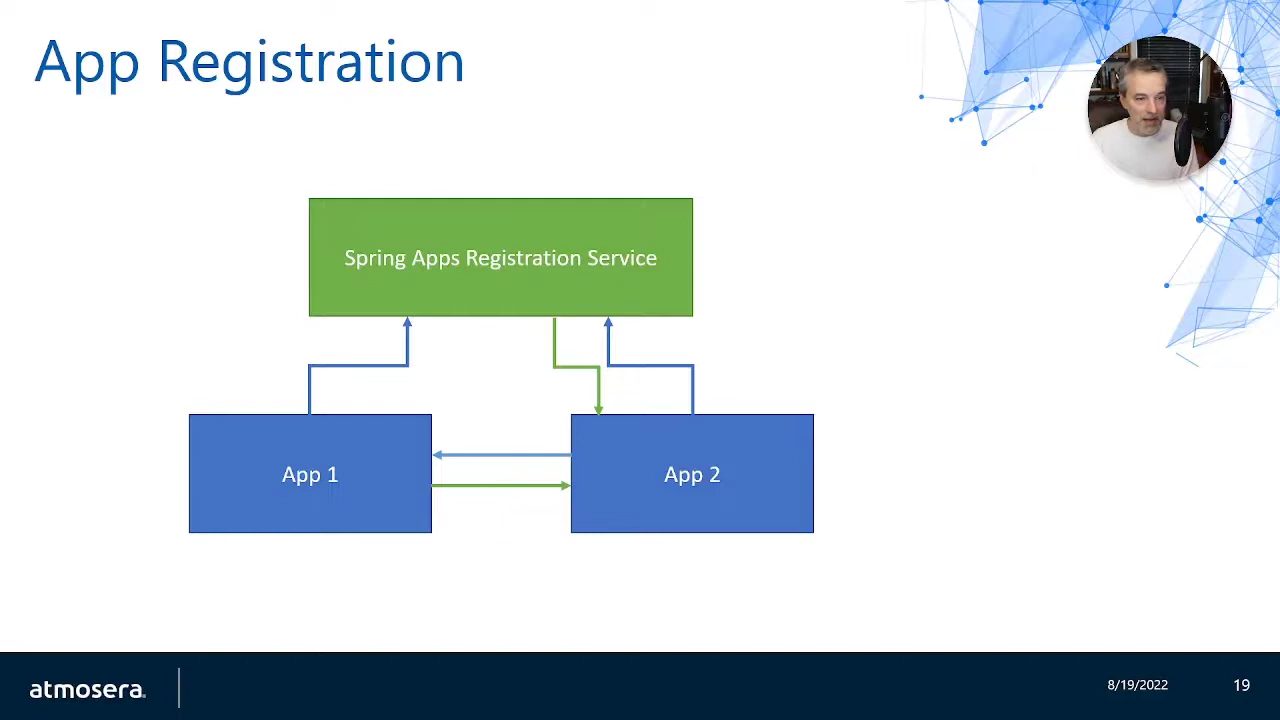 App Registration
Spring Apps Registration Service
App 1
App 2
atmosera
8/19/2022
19